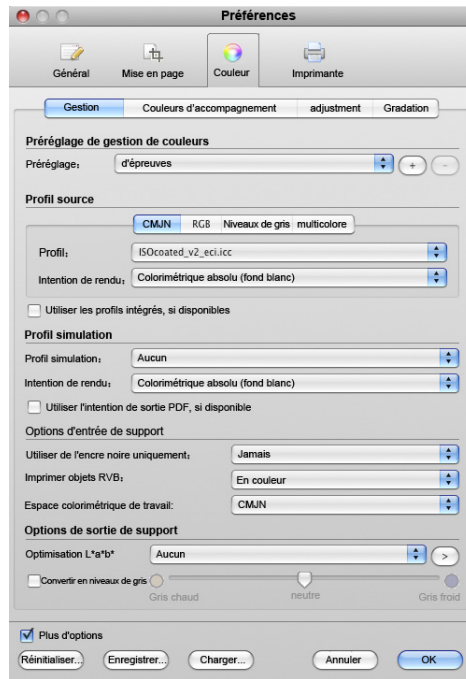 Préférences
Général Mise en page Couleur Imprimante
Gestion Couleurs d'accompagnement adjustment Gradation
Préréglage de gestion de couleurs
Préréglage: d'épreuves + -
Profil source
CMJN RGB Niveaux de gris multicolore
Profil: ISOcoated_v2_eci.icc
Intention de rendu: Colorimétrique absolu (fond blanc)
Utiliser les profils intégrés, si disponibles
Profil simulation
Profil simulation: Aucun
Intention de rendu: Colorimétrique absolu (fond blanc)
Utiliser l'intention de sortie PDF, si disponible
Options d'entrée de support
Utiliser de l'encre noire uniquement: Jamais
Imprimer objets RVB: En couleur
Espace colorimétrique de travail: CMJN
Options de sortie de support
Optimisation L*a*b* Aucun >
Convertir en niveaux de gris
Gris chaud neutre Gris froid
Plus d'options
Réinitialiser... Enregistrer... Charger... Annuler OK